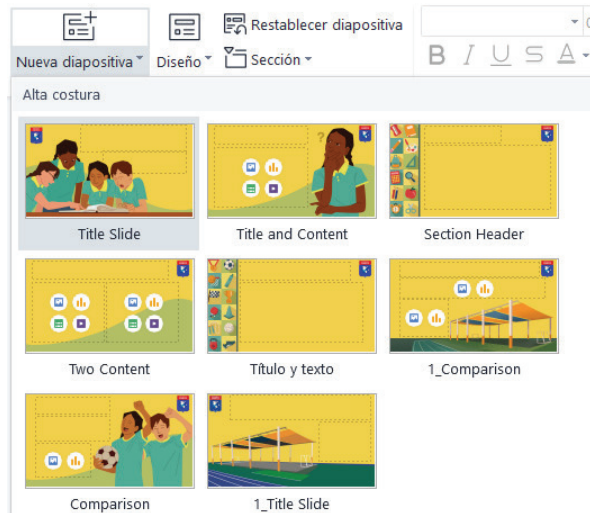 Restablecer diapositiva
Nueva diapositiva
Diseño
Sección
B I U S A
Alta costura
Title Slide
Title and Content
Section Header
Two Content
Título y texto
1_Comparison
Comparison
1_Title Slide